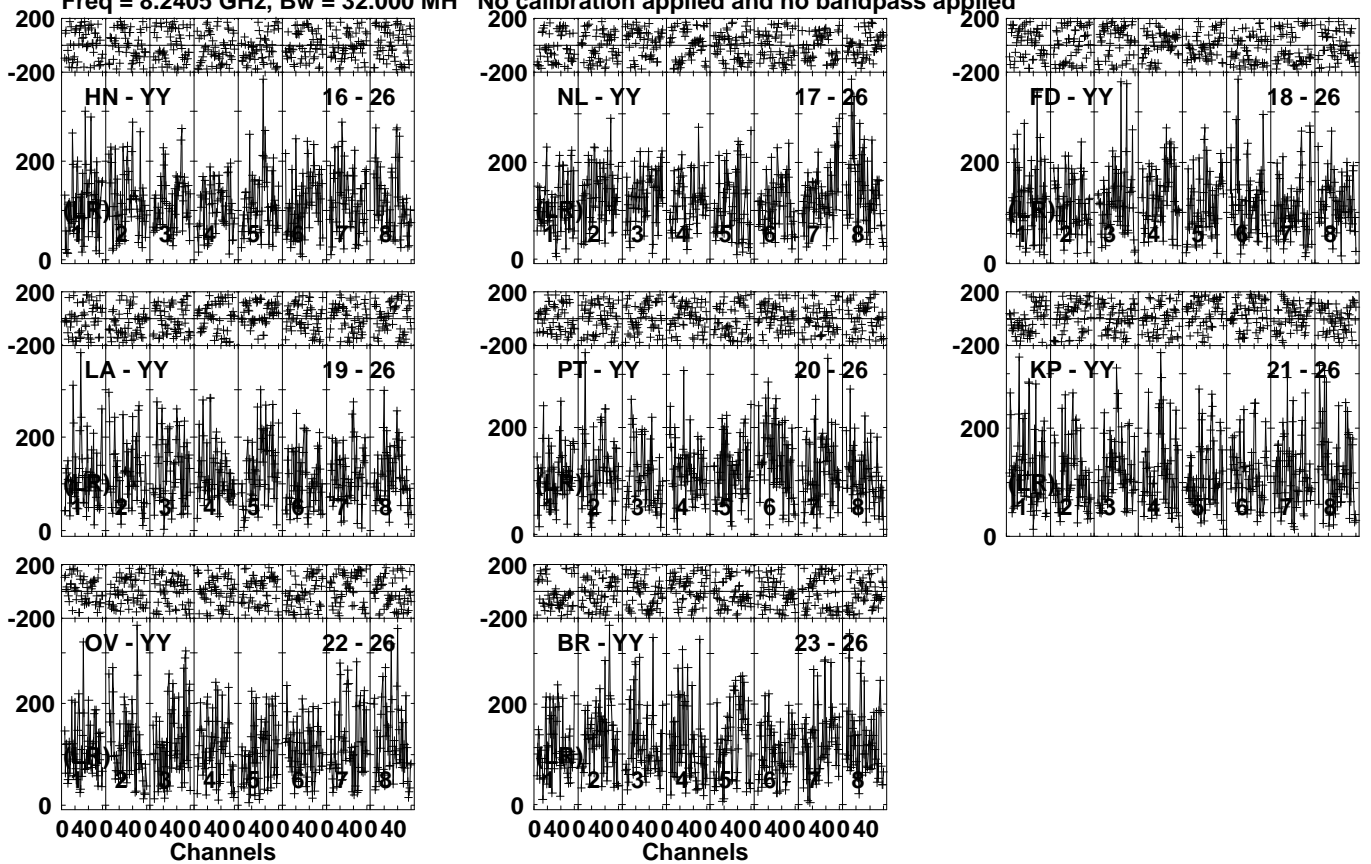 Freq = 8.2405 GHz, Bw = 32.000 MH No calibration applied and no bandpass applied
200 200 200
-200 -200 -200
HN - YY 16 - 26 NL - YY 17 - 26 FD - YY 18 - 26
200 200 200
(LR) (LR) (LR)
1 2 3 4 5 6 7 8 1 2 3 4 5 6 7 8 1 2 3 4 5 6 7 8
0 0 0
200 200 200
-200 -200 -200
LA - YY 19 - 26 PT - YY 20 - 26 KP - YY 21 - 26
200 200 200
(LR) (LR) (LR)
1 2 3 4 5 6 7 8 1 2 3 4 5 6 7 8 1 2 3 4 5 6 7 8
0 0 0
200 200
-200 -200
OV - YY 22 - 26 BR - YY 23 - 26
200 200
(LR) (LR)
1 2 3 4 5 6 7 8 1 2 3 4 5 6 7 8
0 0
0 40 0 40 0 40 0 40 0 40 0 40 0 40 0 40 0 40 0 40 0 40 0 40 0 40 0 40 0 40 0 40
Channels Channels